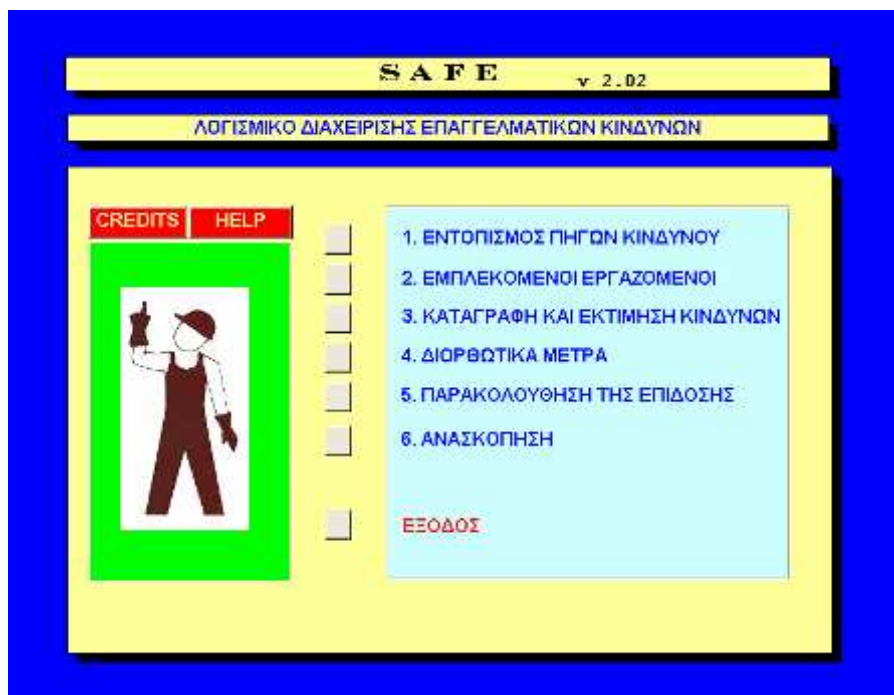 SAFE v 2.02
ΛΟΓΙΣΜΙΚΟ ΔΙΑΧΕΙΡΙΣΗΣ ΕΠΑΓΓΕΛΜΑΤΙΚΩΝ ΚΙΝΔΥΝΩΝ
CREDITS HELP
1. ΕΝΤΟΠΙΣΜΟΣ ΠΗΓΩΝ ΚΙΝΔΥΝΟΥ
2. ΕΜΠΛΕΚΟΜΕΝΟΙ ΕΡΓΑΖΟΜΕΝΟΙ
3. ΚΑΤΑΓΡΑΦΗ ΚΑΙ ΕΚΤΙΜΗΣΗ ΚΙΝΔΥΝΩΝ
4. ΔΙΟΡΘΩΤΙΚΑ ΜΕΤΡΑ
5. ΠΑΡΑΚΟΛΟΥΘΗΣΗ ΤΗΣ ΕΠΙΔΟΣΗΣ
6. ΑΝΑΣΚΟΠΗΣΗ
ΕΞΟΔΟΣ